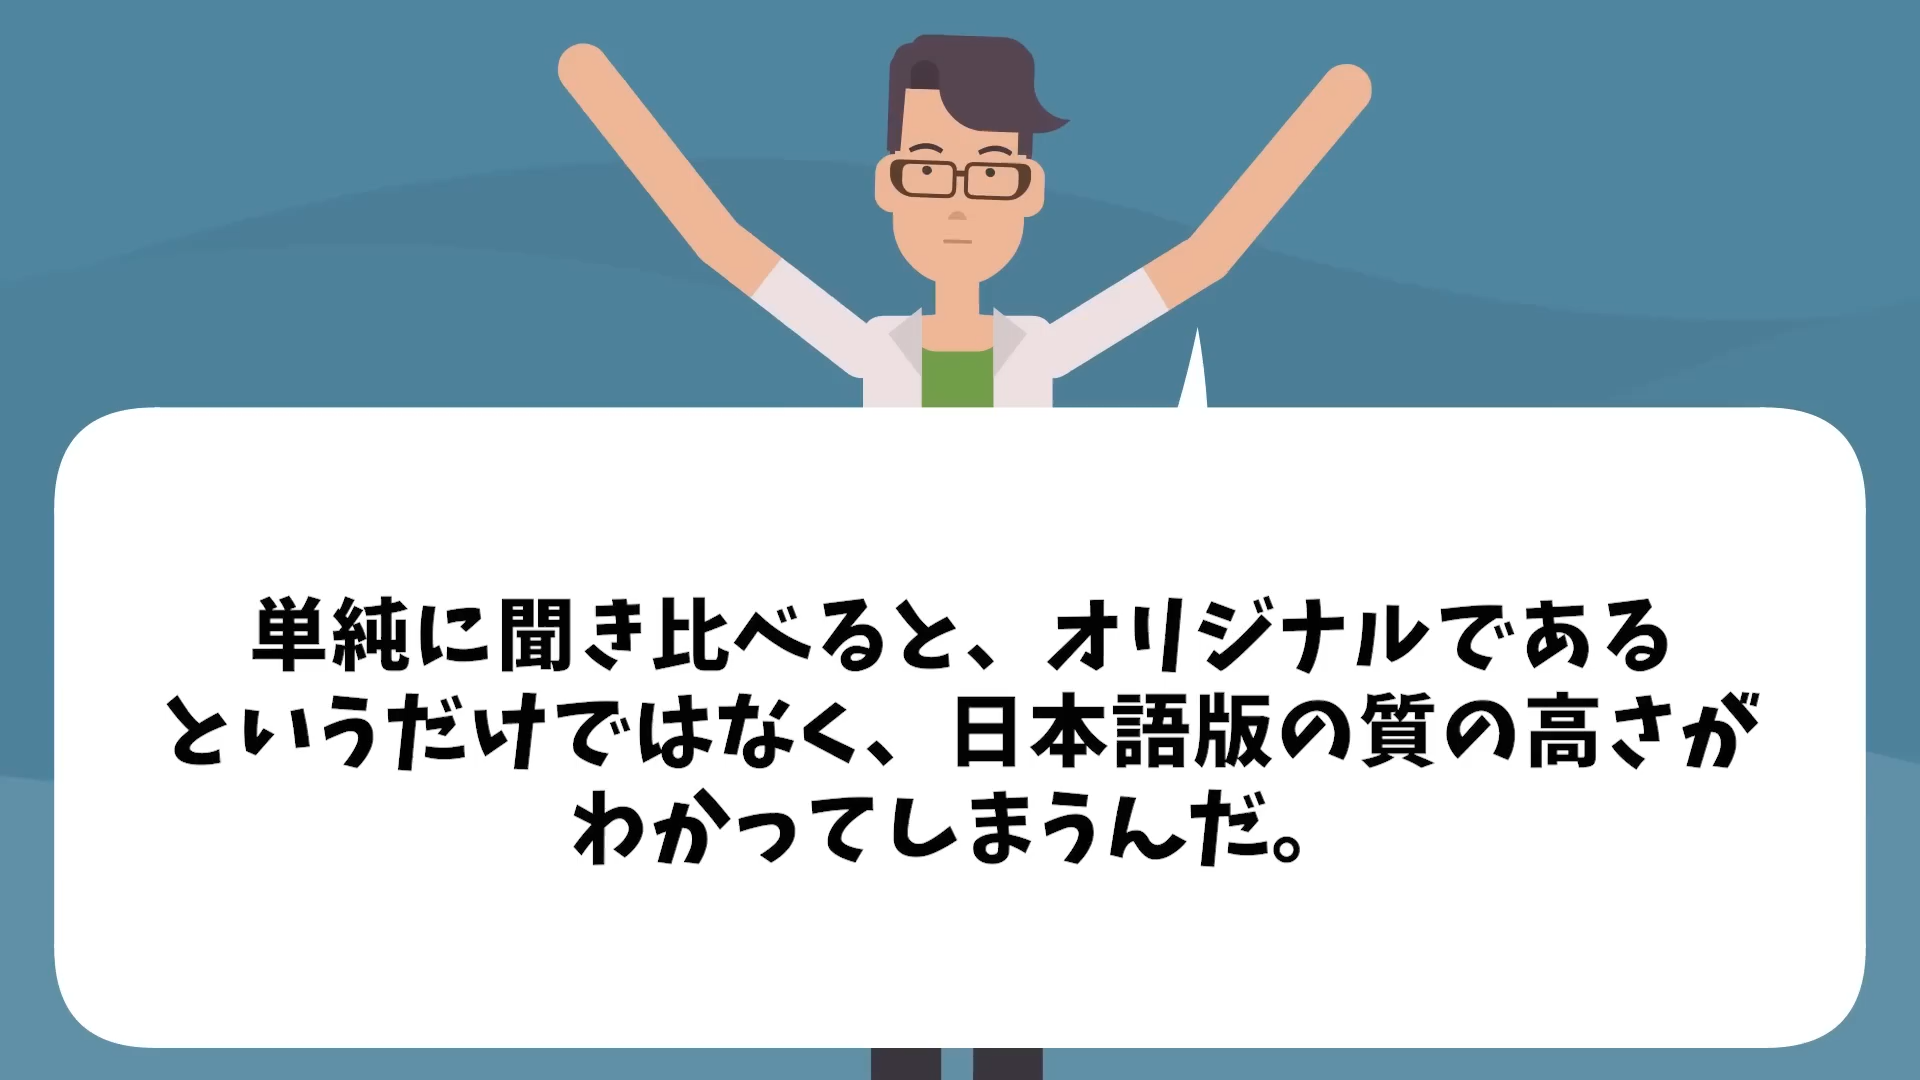 単純に聞き比べると、オリジナルである
というだけではなく、日本語版の質の高さが
わかってしまうんだ。